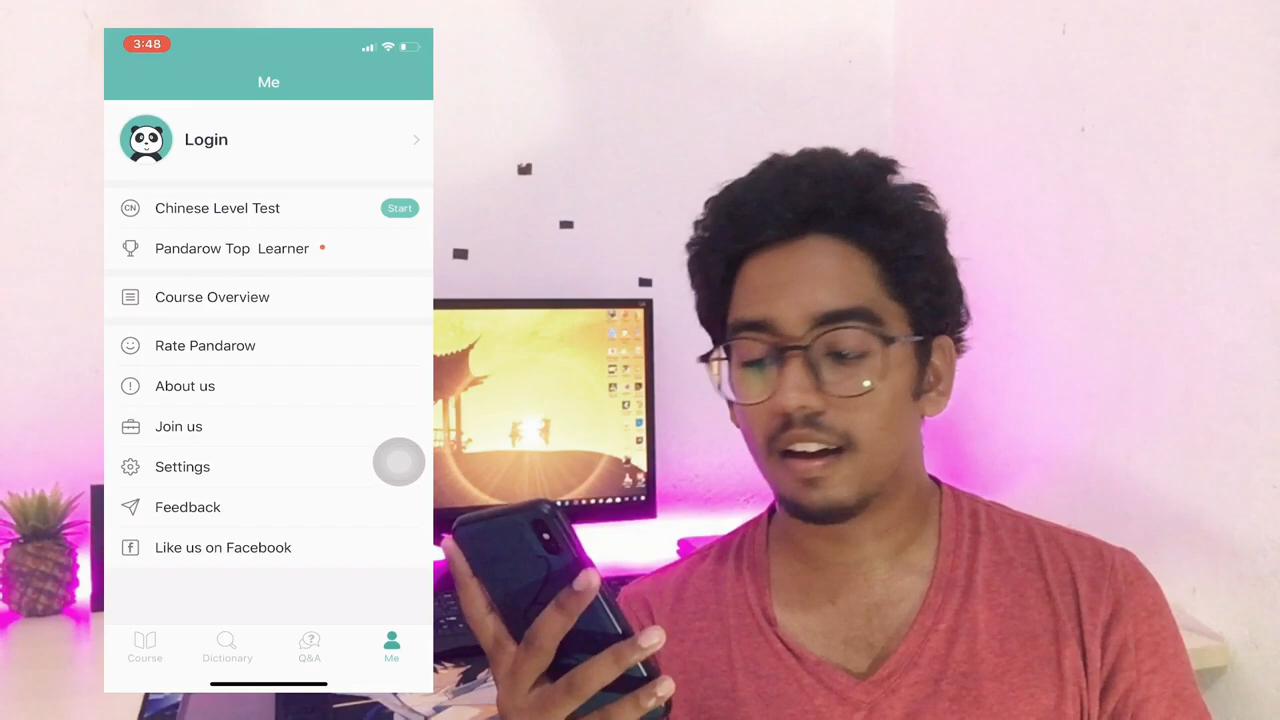 3:48
Me
Login
CN Chinese Level Test Start
Pandarow Top Learner
Course Overview
Rate Pandarow
About us
Join us
Settings
Feedback
Like us on Facebook
Course Dictionary Q&A Me